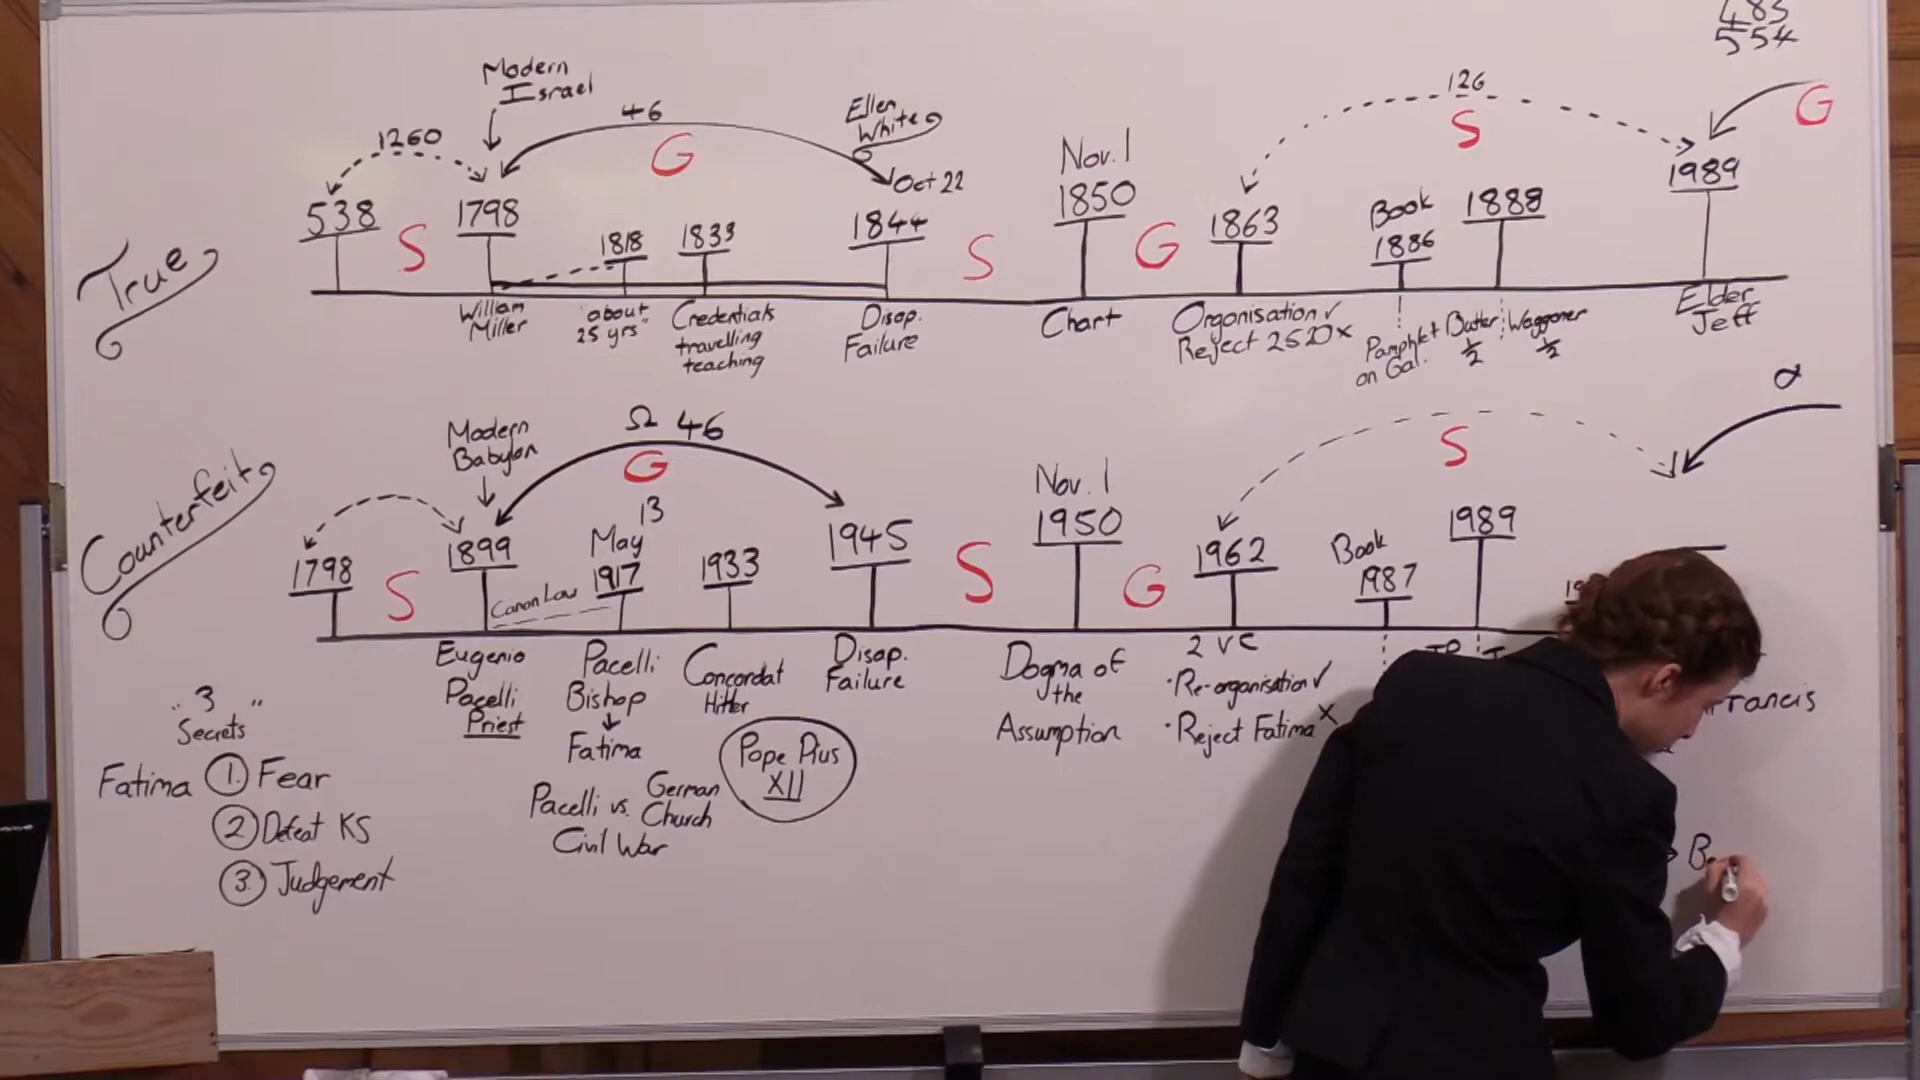 483
554
Modern
Israel
1260
46
G
Ellen
White
Oct 22
Nov. 1
126
S
G
True
538
S
1798
1818
1833
1844
S
1850
G
1863
Book
1886
1888
1989
William
Miller
"about
25 yrs"
Credentials
travelling
teaching
Disap.
Failure
Chart
Organisation ✓
Reject 2520 x
Pamphlet
on Gal.
+ Butler
1/2
Waggoner
1/2
Elder
Jeff
α
Counterfeit
Modern
Babylon
Ω 46
G
S
1798
S
1899
Canon Law
May 13
1917
1933
1945
S
Nov. 1
1950
G
1962
Book
1987
1989
Eugenio
Pacelli
Priest
Pacelli
Bishop
Fatima
Pacelli vs. German
Church
Civil War
Concordat
Hitler
Pope Pius
XII
Disap.
Failure
Dogma of
the
Assumption
2 VC
· Re-organisation ✓
· Reject Fatima x
Francis
"3
Secrets"
Fatima 1. Fear
2 Defeat KS
3. Judgement